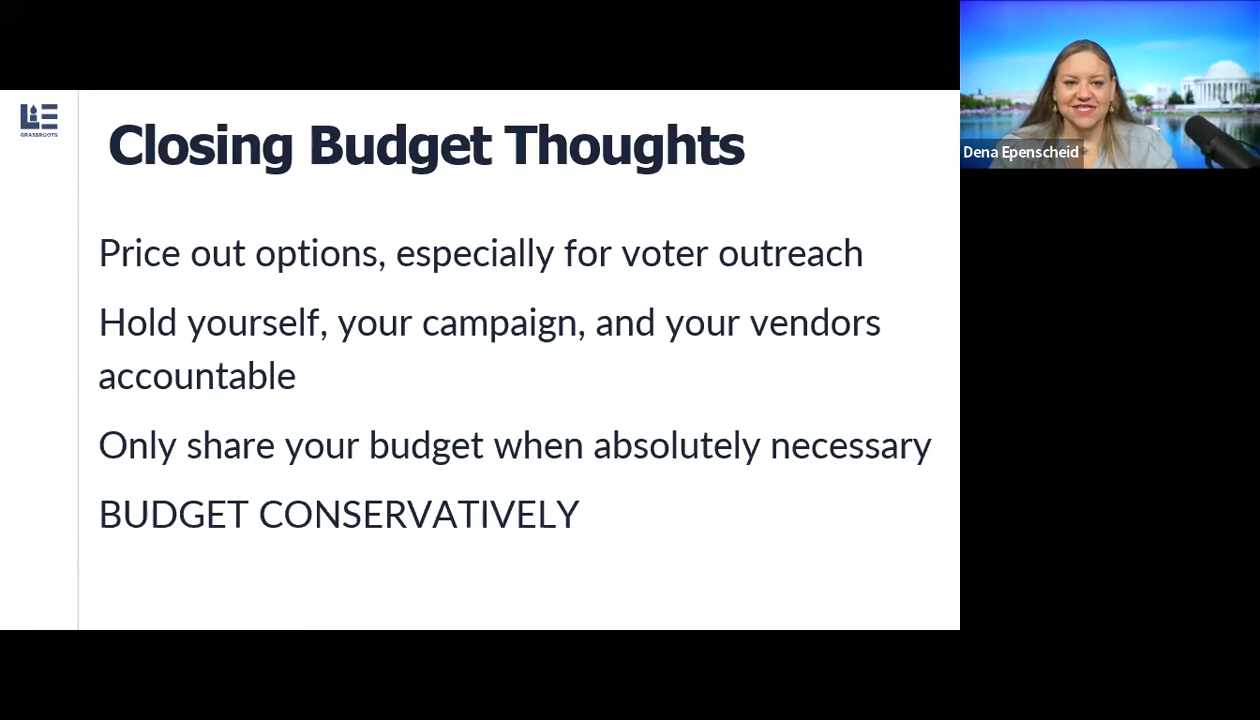 GRASSROOTS
Closing Budget Thoughts
Price out options, especially for voter outreach
Hold yourself, your campaign, and your vendors
accountable
Only share your budget when absolutely necessary
BUDGET CONSERVATIVELY
Dena Epenscheid